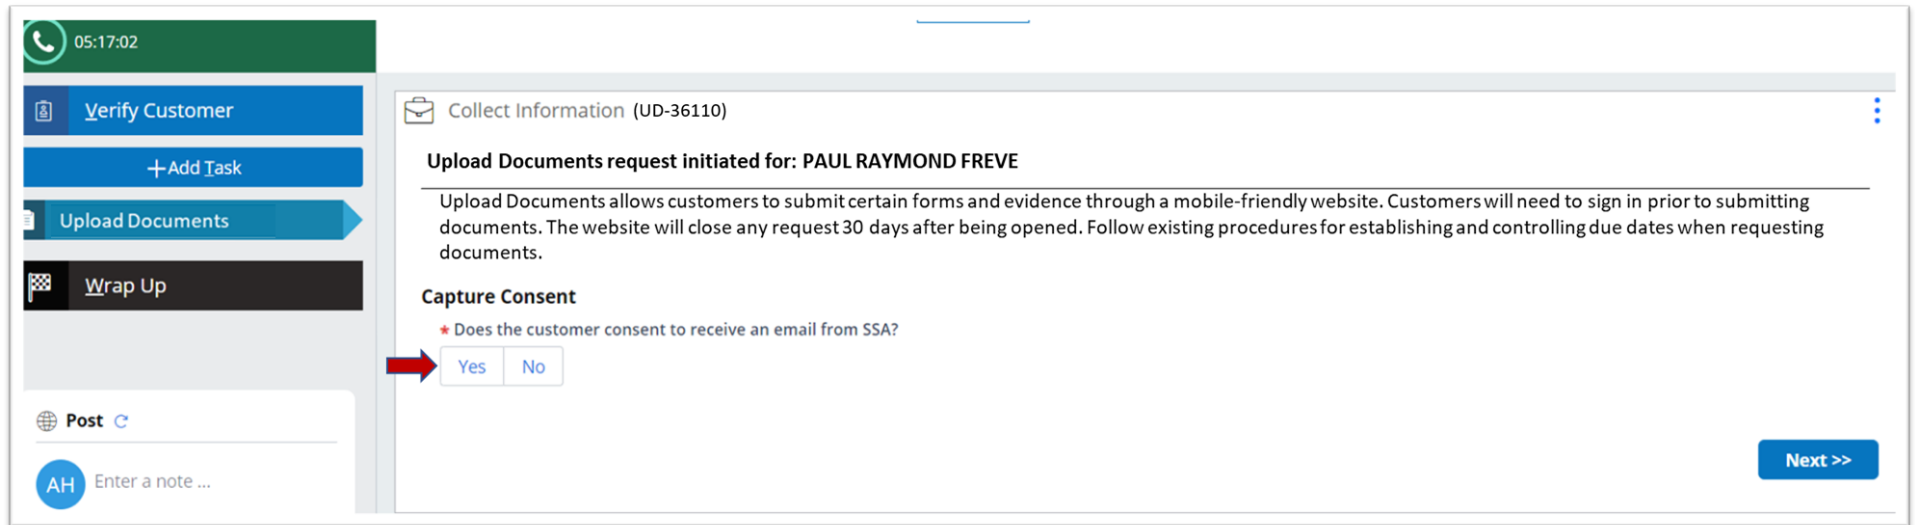 05:17:02
Verify Customer
+Add Task
Upload Documents
Wrap Up
Post
AH Enter a note ...
Collect Information (UD-36110)
Upload Documents request initiated for: PAUL RAYMOND FREVE
Upload Documents allows customers to submit certain forms and evidence through a mobile-friendly website. Customers will need to sign in prior to submitting
documents. The website will close any request 30 days after being opened. Follow existing procedures for establishing and controlling due dates when requesting
documents.
Capture Consent
* Does the customer consent to receive an email from SSA?
Yes No
Next >>